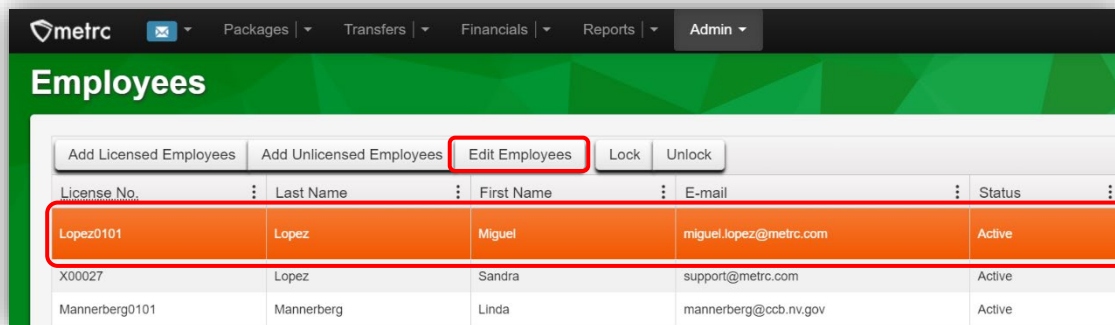 metrc Packages | Transfers | Financials | Reports | Admin
Employees
Add Licensed Employees Add Unlicensed Employees Edit Employees Lock Unlock
License No. Last Name First Name E-mail Status
Lopez0101 Lopez Miguel miguel.lopez@metrc.com Active
X00027 Lopez Sandra support@metrc.com Active
Mannerberg0101 Mannerberg Linda mannerberg@ccb.nv.gov Active